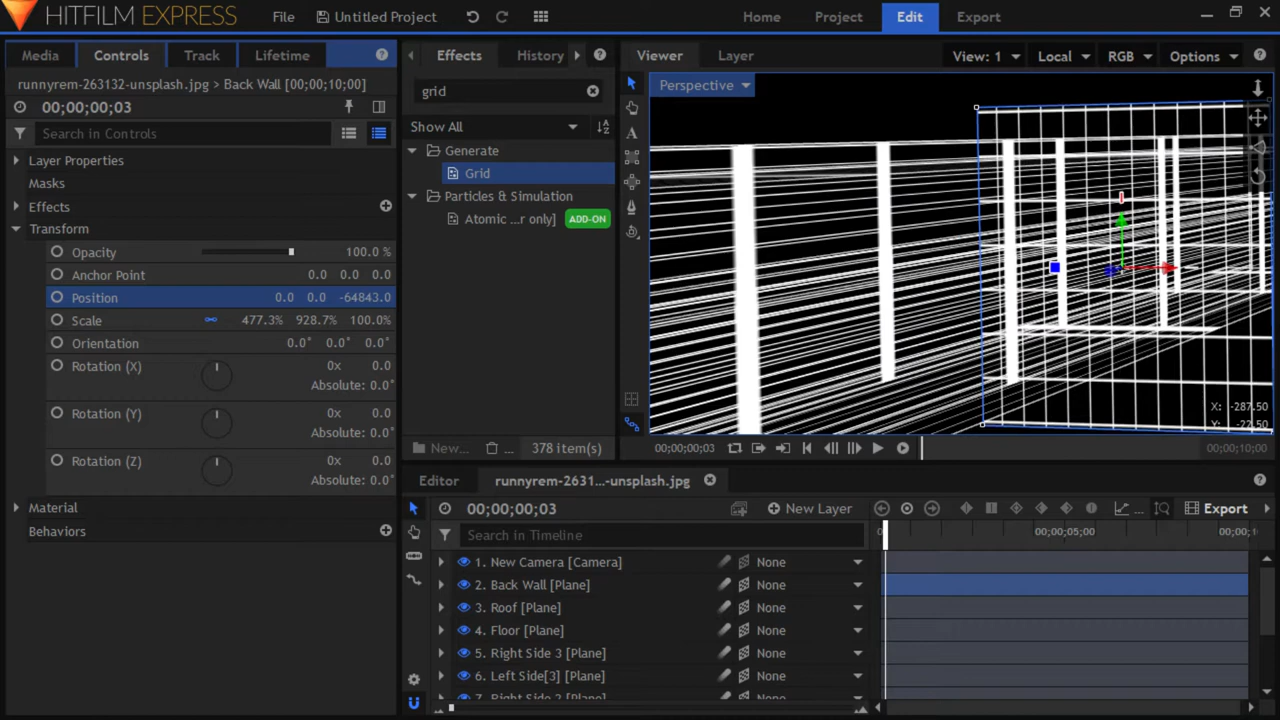 HITFILM EXPRESS
File
Untitled Project
Home
Project
Edit
Export
Media
Controls
Track
Lifetime
?
Effects
History
?
Viewer
Layer
View: 1
Local
RGB
Options
?
runnyrem-263132-unsplash.jpg > Back Wall [00;00;10;00]
00;00;00;03
Search in Controls
Layer Properties
Masks
Effects
Transform
Opacity 100.0 %
Anchor Point 0.0 0.0 0.0
Position 0.0 0.0 -64843.0
Scale 477.3% 928.7% 100.0%
Orientation 0.0° 0.0° 0.0°
Rotation (X) 0x 0.0
Absolute: 0.0°
Rotation (Y) 0x 0.0
Absolute: 0.0°
Rotation (Z) 0x 0.0
Absolute: 0.0°
Material
Behaviors
grid
Show All
Generate
Grid
Particles & Simulation
Atomic ...r only] ADD-ON
New...
...
378 item(s)
Perspective
A
X: -287.50
Y: -22.50
00;00;00;03
00;00;10;00
Editor
runnyrem-2631...-unsplash.jpg
?
00;00;00;03
New Layer
...
Export
Search in Timeline
00;00;05;00
1. New Camera [Camera] None
2. Back Wall [Plane] None
3. Roof [Plane] None
4. Floor [Plane] None
5. Right Side 3 [Plane] None
6. Left Side[3] [Plane] None
7. Right Side 2 [Plane] None